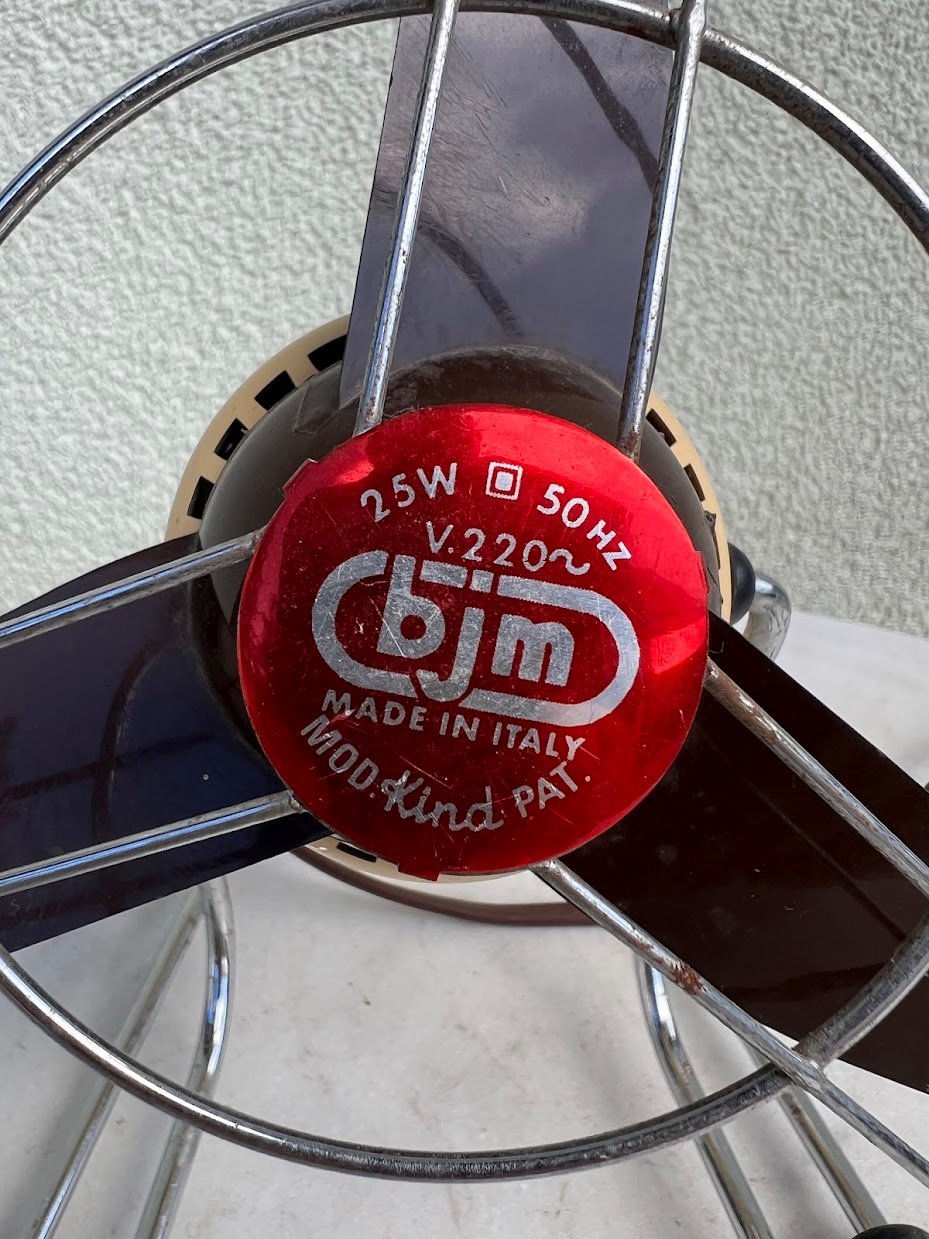 25W 50HZ
V.220~
bjm
MADE IN ITALY
MOD. Kind PAT.